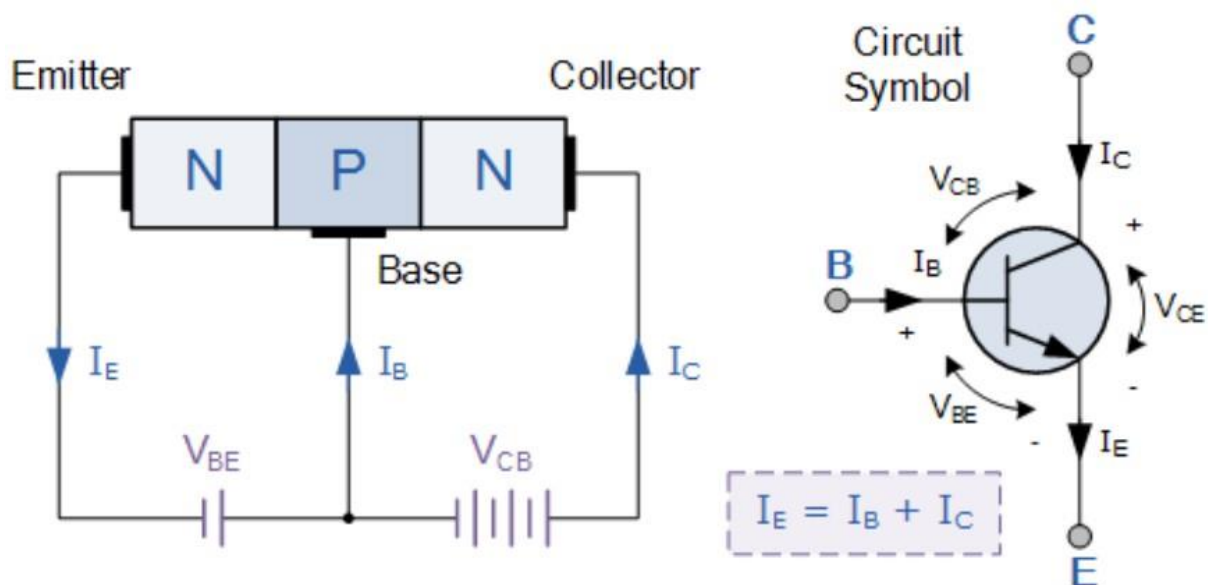 Emitter
Collector
N P N
Base
I_E
I_B
I_C
V_BE
V_CB
Circuit
Symbol
C
I_C
V_CB
+
B
I_B
V_CE
+
-
V_BE
-
I_E
I_E = I_B + I_C
E